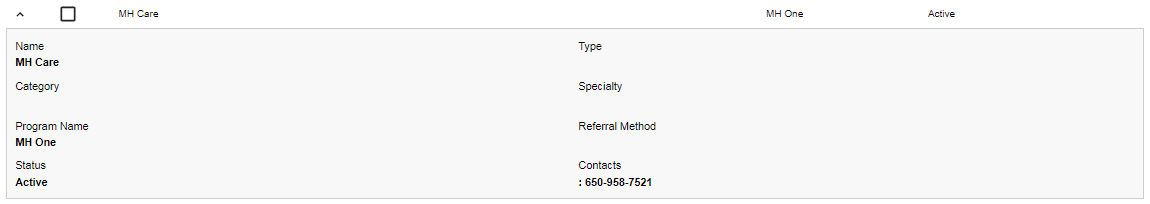 MH Care MH One Active
Name Type
MH Care
Category Specialty
Program Name Referral Method
MH One
Status Contacts
Active : 650-958-7521